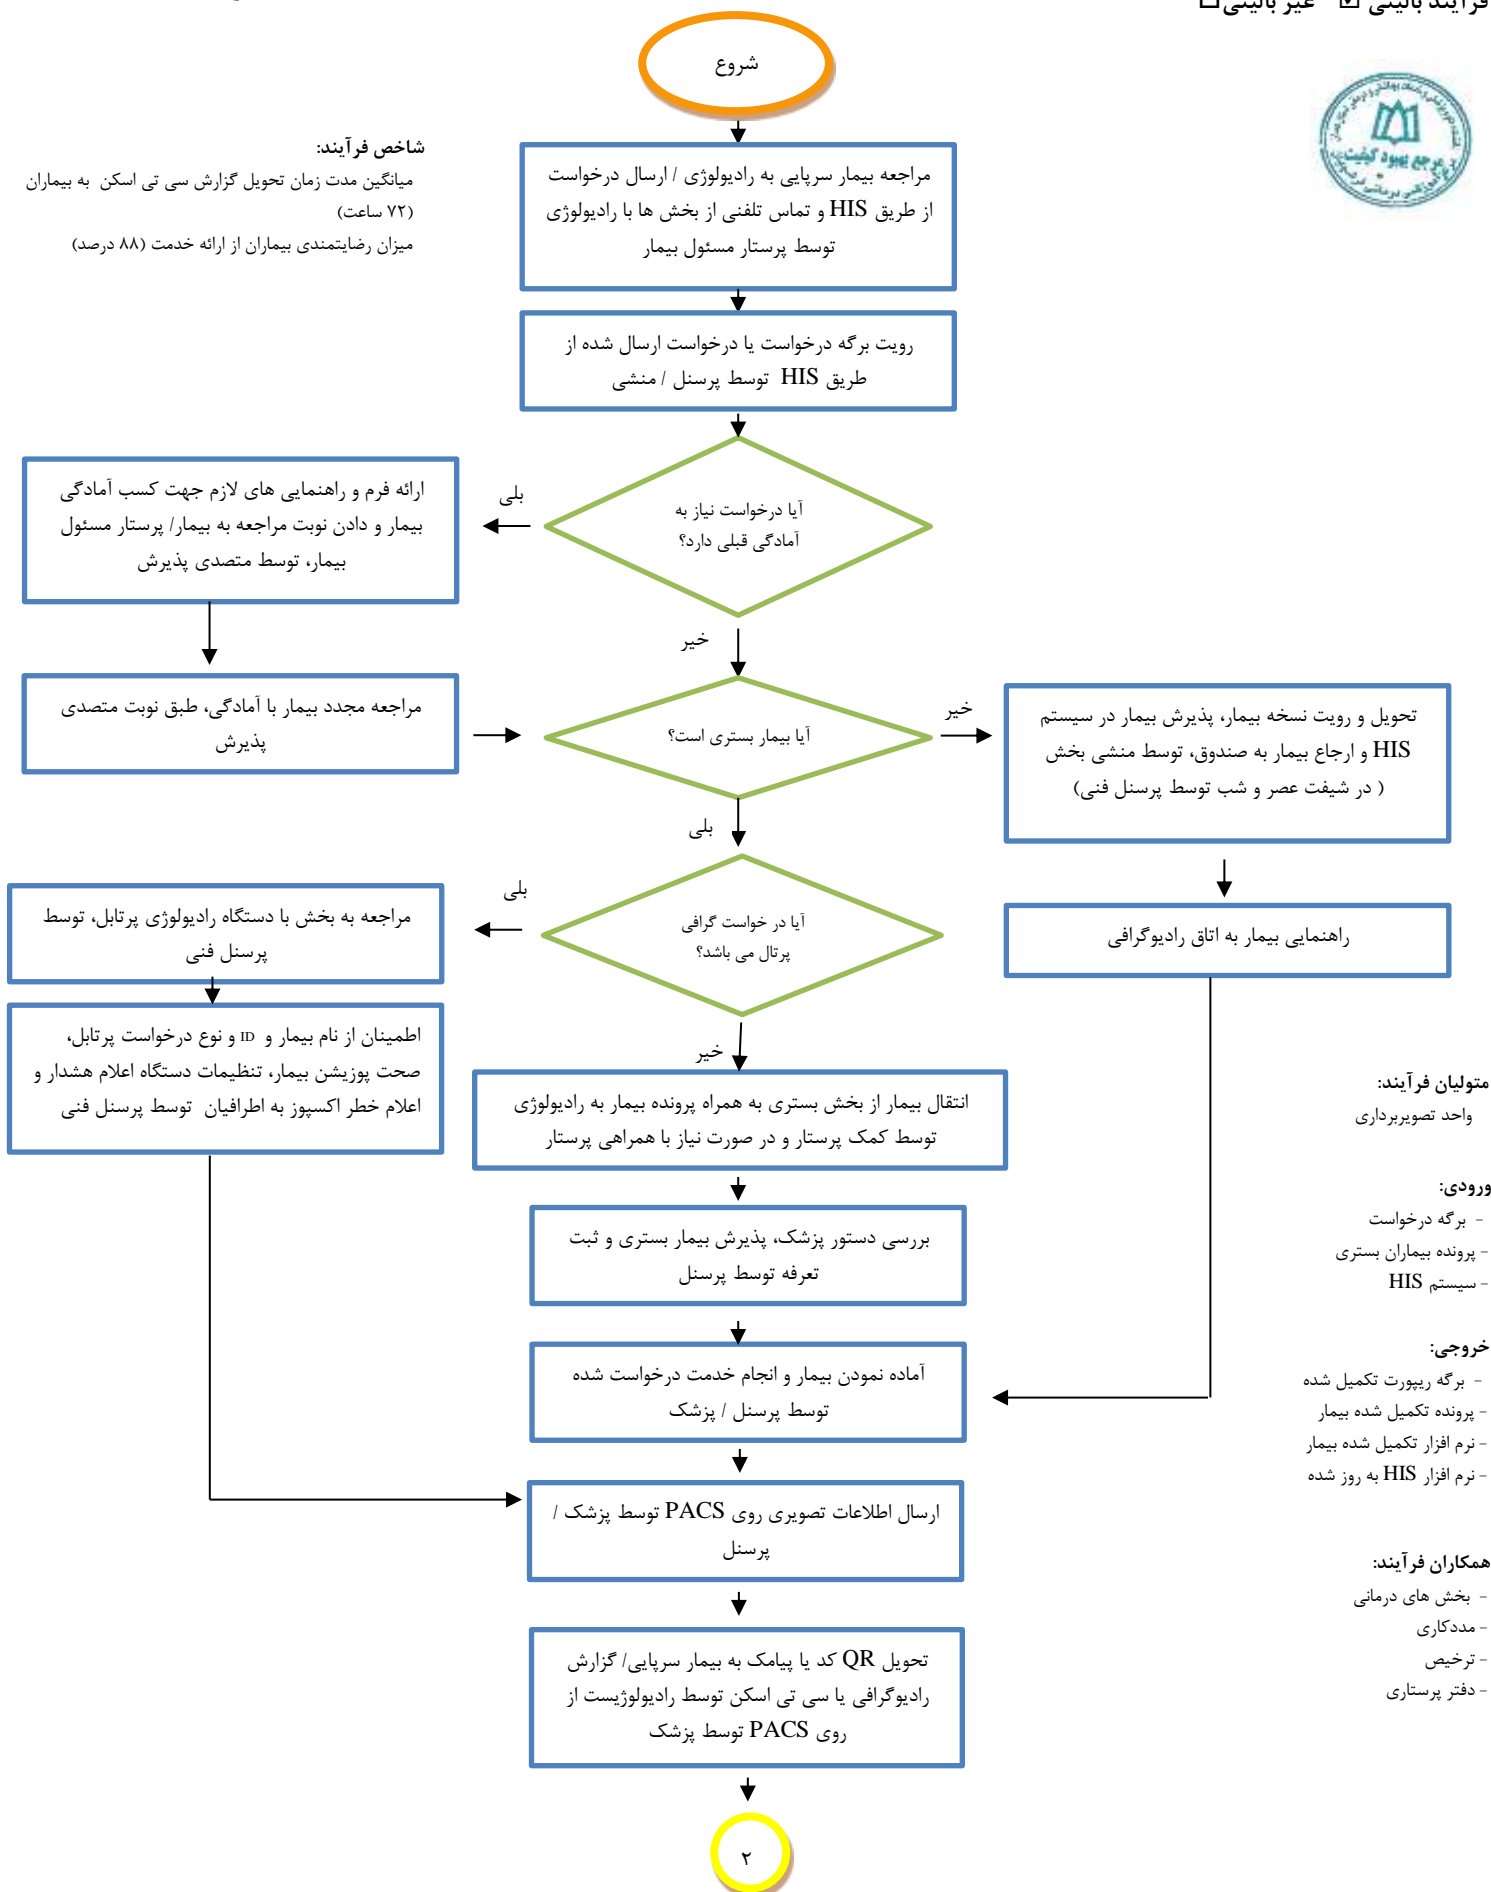 فرآیند بالینی ☑ غیر بالینی☐
شروع
مرجع بهبود کیفیت
شاخص فرآیند:
میانگین مدت زمان تحویل گزارش سی تی اسکن به بیماران
(۷۲ ساعت)
میزان رضایتمندی بیماران از ارائه خدمت (۸۸ درصد)
مراجعه بیمار سرپایی به رادیولوژی / ارسال درخواست
از طریق HIS و تماس تلفنی از بخش ها با رادیولوژی
توسط پرستار مسئول بیمار
رویت برگه درخواست یا درخواست ارسال شده از
طریق HIS توسط پرسنل / منشی
آیا درخواست نیاز به
آمادگی قبلی دارد؟
بلی
ارائه فرم و راهنمایی های لازم جهت کسب آمادگی
بیمار و دادن نوبت مراجعه به بیمار/ پرستار مسئول
بیمار، توسط متصدی پذیرش
خیر
مراجعه مجدد بیمار با آمادگی، طبق نوبت متصدی
پذیرش
آیا بیمار بستری است؟
خیر
تحویل و رویت نسخه بیمار، پذیرش بیمار در سیستم
HIS و ارجاع بیمار به صندوق، توسط منشی بخش
( در شیفت عصر و شب توسط پرسنل فنی)
راهنمایی بیمار به اتاق رادیوگرافی
بلی
آیا در خواست گرافی
پرتال می باشد؟
بلی
مراجعه به بخش با دستگاه رادیولوژی پرتابل، توسط
پرسنل فنی
اطمینان از نام بیمار و ID و نوع درخواست پرتابل،
صحت پوزیشن بیمار، تنظیمات دستگاه اعلام هشدار و
اعلام خطر اکسپوز به اطرافیان توسط پرسنل فنی
خیر
انتقال بیمار از بخش بستری به همراه پرونده بیمار به رادیولوژی
توسط کمک پرستار و در صورت نیاز با همراهی پرستار
بررسی دستور پزشک، پذیرش بیمار بستری و ثبت
تعرفه توسط پرسنل
آماده نمودن بیمار و انجام خدمت درخواست شده
توسط پرسنل / پزشک
ارسال اطلاعات تصویری روی PACS توسط پزشک /
پرسنل
تحویل QR کد یا پیامک به بیمار سرپایی/ گزارش
رادیوگرافی یا سی تی اسکن توسط رادیولوژیست از
روی PACS توسط پزشک
۲
متولیان فرآیند:
واحد تصویربرداری
ورودی:
- برگه درخواست
- پرونده بیماران بستری
- سیستم HIS
خروجی:
- برگه ریپورت تکمیل شده
- پرونده تکمیل شده بیمار
- نرم افزار تکمیل شده بیمار
- نرم افزار HIS به روز شده
همکاران فرآیند:
- بخش های درمانی
- مددکاری
- ترخیص
- دفتر پرستاری